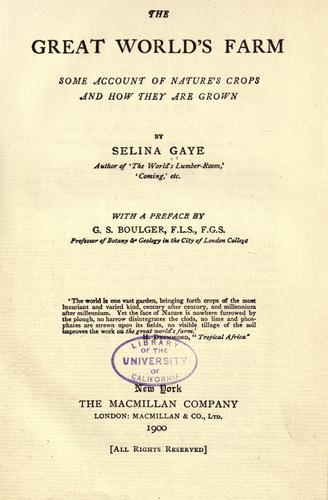 THE
GREAT WORLD'S FARM
SOME ACCOUNT OF NATURE'S CROPS
AND HOW THEY ARE GROWN
BY
SELINA GAYE
Author of 'The World's Lumber-Room,'
'Coming,' etc.
WITH A PREFACE BY
G. S. BOULGER, F.L.S., F.G.S.
Professor of Botany & Geology in the City of London College
'The world is one vast garden, bringing forth crops of the most
luxuriant and varied kind, century after century, and millennium
after millennium. Yet the face of Nature is nowhere furrowed by
the plough, no harrow disintegrates the clods, no lime and phos-
phates are strewn upon its fields, no visible tillage of the soil
improves the work on the great world's farm.'
H. DRUMMOND, "Tropical Africa"
LIBRARY
OF THE
UNIVERSITY
OF
CALIFORNIA
New York
THE MACMILLAN COMPANY
LONDON: MACMILLAN & CO., LTD.
1900
[ALL RIGHTS RESERVED]